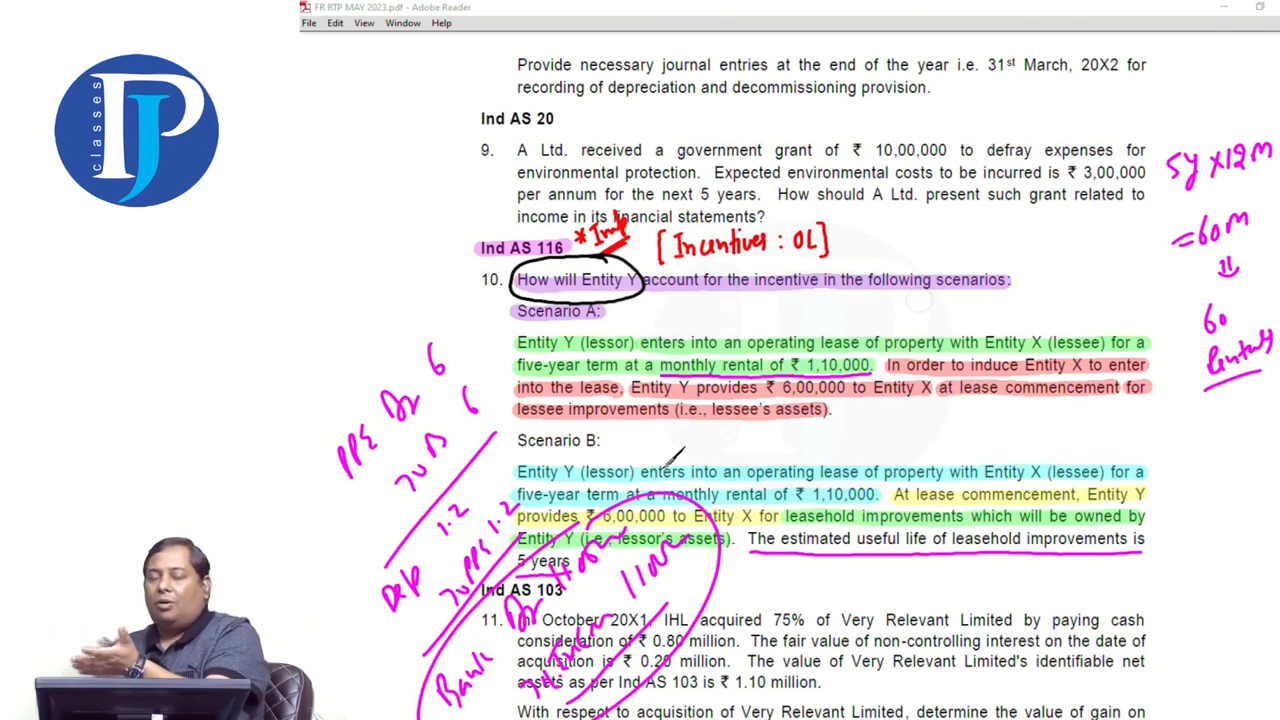 FR RTP MAY 2023.pdf - Adobe Reader
File Edit View Window Help
PJ
classes
Provide necessary journal entries at the end of the year i.e. 31st March, 20X2 for
recording of depreciation and decommissioning provision.
Ind AS 20
9. A Ltd. received a government grant of ₹ 10,00,000 to defray expenses for
environmental protection. Expected environmental costs to be incurred is ₹ 3,00,000
per annum for the next 5 years. How should A Ltd. present such grant related to
income in its financial statements?
* Imp
[Incentives : OL]
Ind AS 116
10. How will Entity Y account for the incentive in the following scenarios:
Scenario A:
Entity Y (lessor) enters into an operating lease of property with Entity X (lessee) for a
five-year term at a monthly rental of ₹ 1,10,000. In order to induce Entity X to enter
into the lease, Entity Y provides ₹ 6,00,000 to Entity X at lease commencement for
lessee improvements (i.e., lessee's assets).
Scenario B:
Entity Y (lessor) enters into an operating lease of property with Entity X (lessee) for a
five-year term at a monthly rental of ₹ 1,10,000. At lease commencement, Entity Y
provides ₹ 6,00,000 to Entity X for leasehold improvements which will be owned by
Entity Y (i.e., lessor's assets). The estimated useful life of leasehold improvements is
5 years
Ind AS 103
11. October 20X1, IHL acquired 75% of Very Relevant Limited by paying cash
consideration of ₹ 0.80 million. The fair value of non-controlling interest on the date of
acquisition is ₹ 0.20 million. The value of Very Relevant Limited's identifiable net
assets as per Ind AS 103 is ₹ 1.10 million.
With respect to acquisition of Very Relevant Limited, determine the value of gain on
5y x 12M
= 60M
60
Rentals
PPE Dr 6
To B 6
Dep 1.2
To PPE 1.2
Bank Dr